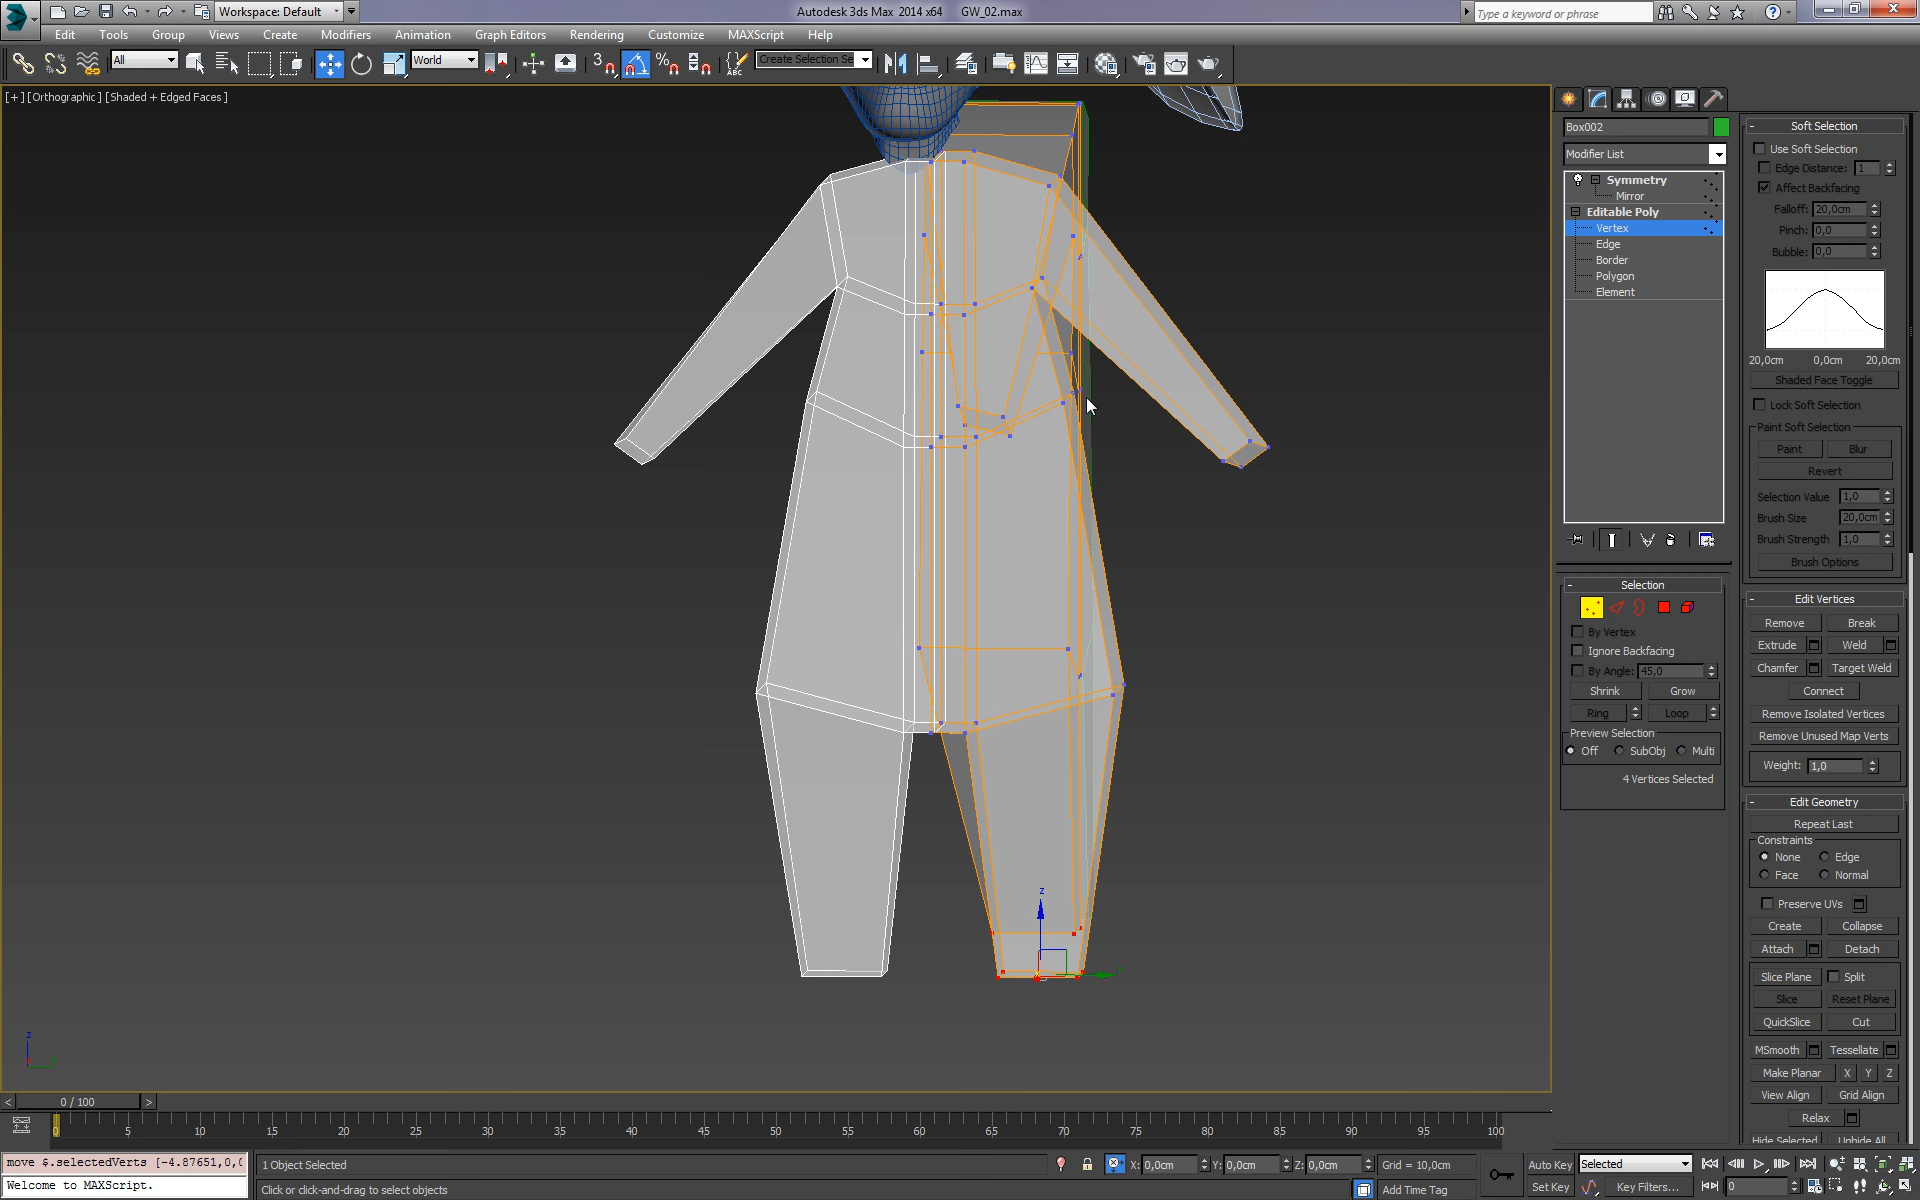 Workspace: Default
Autodesk 3ds Max 2014 x64 GW_02.max
Type a keyword or phrase
Edit Tools Group Views Create Modifiers Animation Graph Editors Rendering Customize MAXScript Help
All World Create Selection Se
[+] [Orthographic ] [Shaded + Edged Faces ]
Box002
Modifier List
Symmetry
Mirror
Editable Poly
Vertex
Edge
Border
Polygon
Element
Selection
By Vertex
Ignore Backfacing
By Angle: 45,0
Shrink Grow
Ring Loop
Preview Selection
Off SubObj Multi
4 Vertices Selected
Soft Selection
Use Soft Selection
Edge Distance: 1
Affect Backfacing
Falloff: 20,0cm
Pinch: 0,0
Bubble: 0,0
20,0cm 0,0cm 20,0cm
Shaded Face Toggle
Lock Soft Selection
Paint Soft Selection
Paint Blur
Revert
Selection Value 1,0
Brush Size 20,0cm
Brush Strength 1,0
Brush Options
Edit Vertices
Remove Break
Extrude Weld
Chamfer Target Weld
Connect
Remove Isolated Vertices
Remove Unused Map Verts
Weight: 1,0
Edit Geometry
Repeat Last
Constraints
None Edge
Face Normal
Preserve UVs
Create Collapse
Attach Detach
Slice Plane Split
Slice Reset Plane
QuickSlice Cut
MSmooth Tessellate
Make Planar X Y Z
View Align Grid Align
Relax
Hide Selected Unhide All
z
z
< 0 / 100 >
0 5 10 15 20 25 30 35 40 45 50 55 60 65 70 75 80 85 90 95 100
move $.selectedVerts [-4.87651,0,0
Welcome to MAXScript.
1 Object Selected
Click or click-and-drag to select objects
X: 0,0cm Y: 0,0cm Z: 0,0cm Grid = 10,0cm
Add Time Tag
Auto Key Selected
Set Key Key Filters... 0